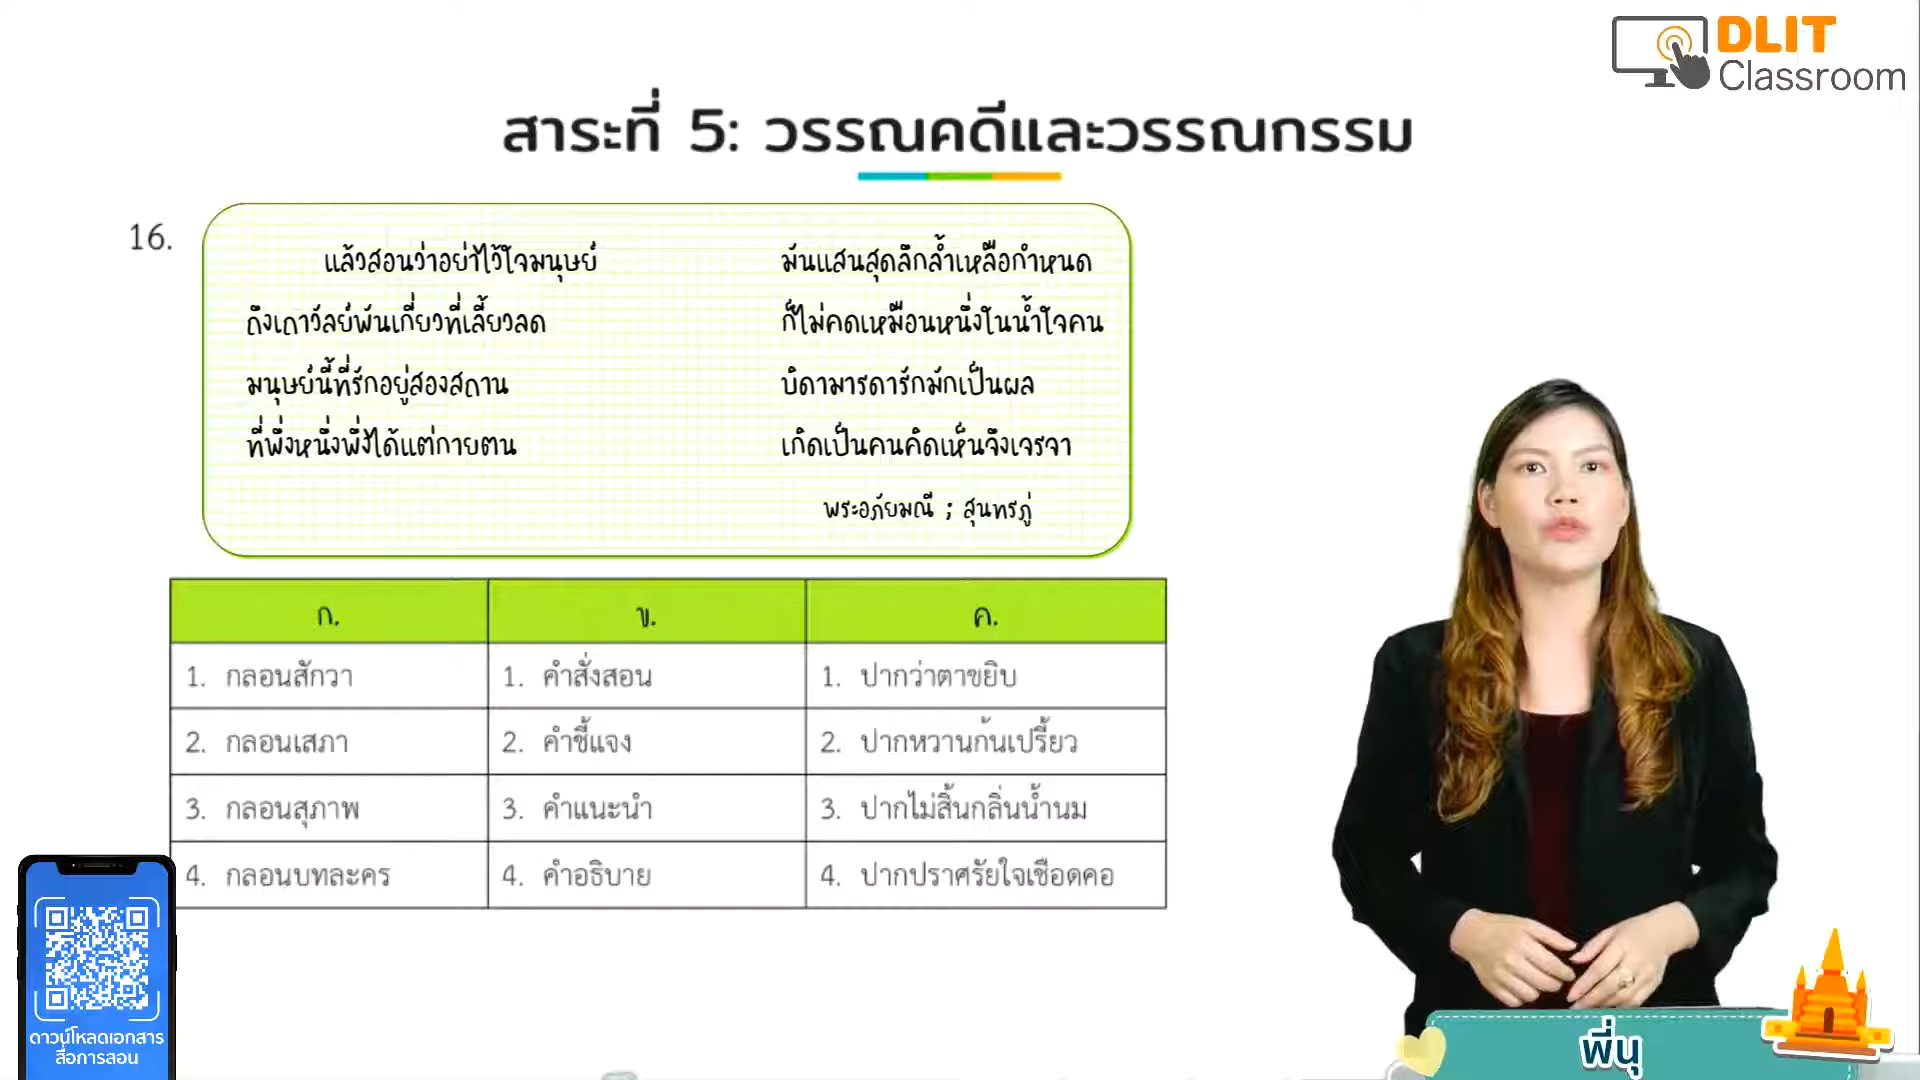 DLIT
Classroom
สาระที่ 5: วรรณคดีและวรรณกรรม
16.
แล้วสอนว่าอย่าไว้ใจมนุษย์ มันแสนสุดลึกล้ำเหลือกำหนด
ถึงเถาวัลย์พันเกี่ยวที่เลี้ยวลด ก็ไม่คดเหมือนหนึ่งในน้ำใจคน
มนุษย์นี้ที่รักอยู่สองสถาน บิดามารดารักมักเป็นผล
ที่พึ่งหนึ่งพึ่งได้แต่กายตน เกิดเป็นคนคิดเห็นจึงเจรจา
พระอภัยมณี ; สุนทรภู่
ก. ข. ค.
1. กลอนสักวา 1. คำสั่งสอน 1. ปากว่าตาขยิบ
2. กลอนเสภา 2. คำชี้แจง 2. ปากหวานก้นเปรี้ยว
3. กลอนสุภาพ 3. คำแนะนำ 3. ปากไม่สิ้นกลิ่นน้ำนม
4. กลอนบทละคร 4. คำอธิบาย 4. ปากปราศรัยใจเชือดคอ
ดาวน์โหลดเอกสาร
สื่อการสอน
พี่นุ